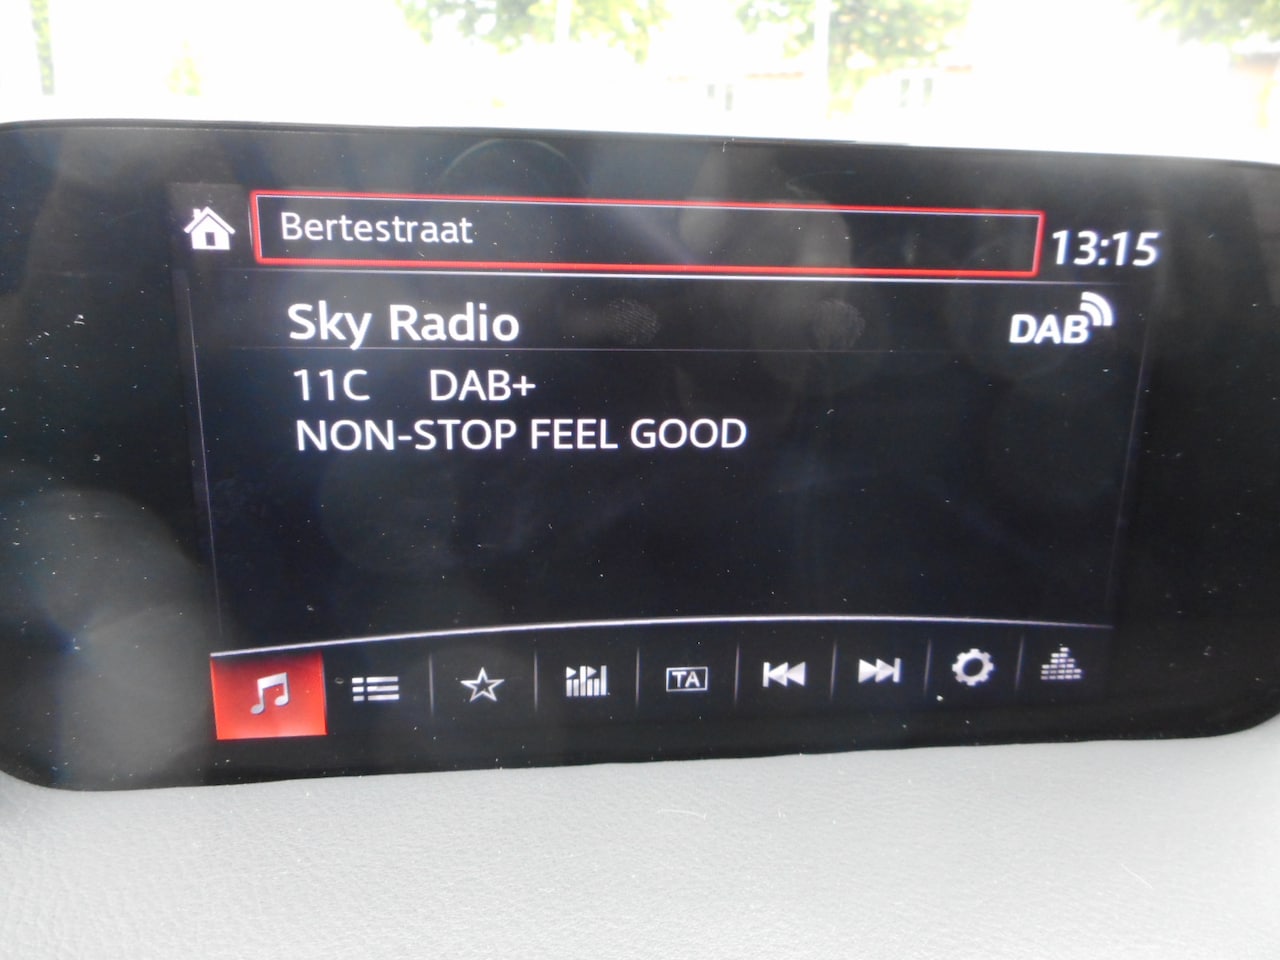 Bertestraat
13:15
Sky Radio
DAB
11C DAB+
NON-STOP FEEL GOOD
TA